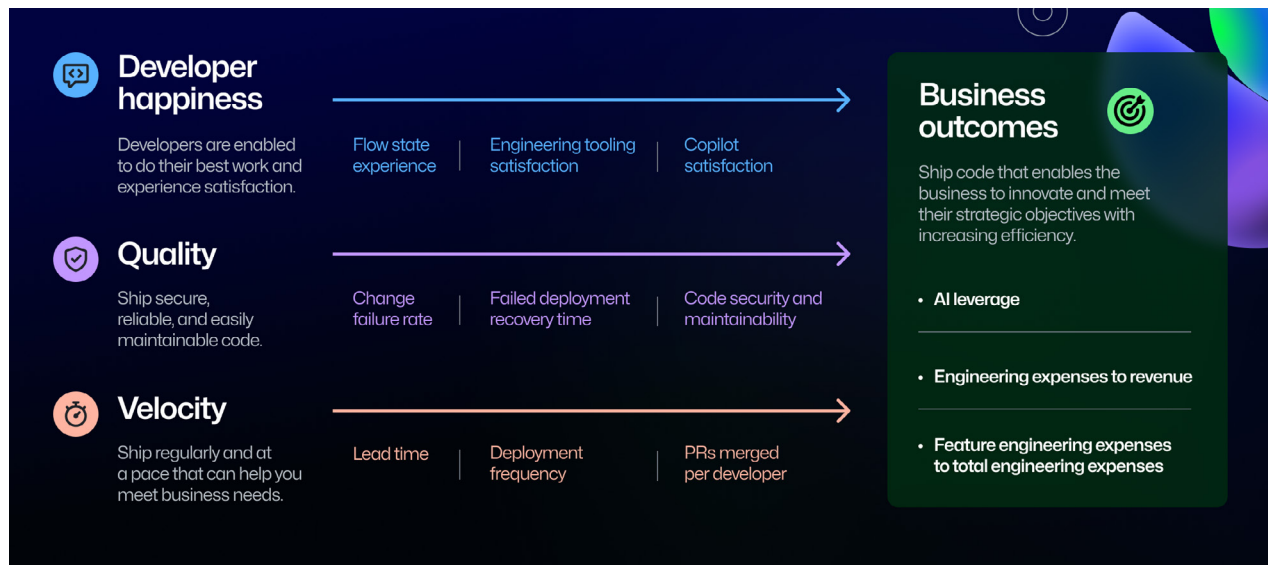 Developer
happiness
Developers are enabled
to do their best work and
experience satisfaction.
Flow state
experience
Engineering tooling
satisfaction
Copilot
satisfaction
Quality
Ship secure,
reliable, and easily
maintainable code.
Change
failure rate
Failed deployment
recovery time
Code security and
maintainability
Velocity
Ship regularly and at
a pace that can help you
meet business needs.
Lead time
Deployment
frequency
PRs merged
per developer
Business
outcomes
Ship code that enables the
business to innovate and meet
their strategic objectives with
increasing efficiency.
• AI leverage
• Engineering expenses to revenue
• Feature engineering expenses
to total engineering expenses